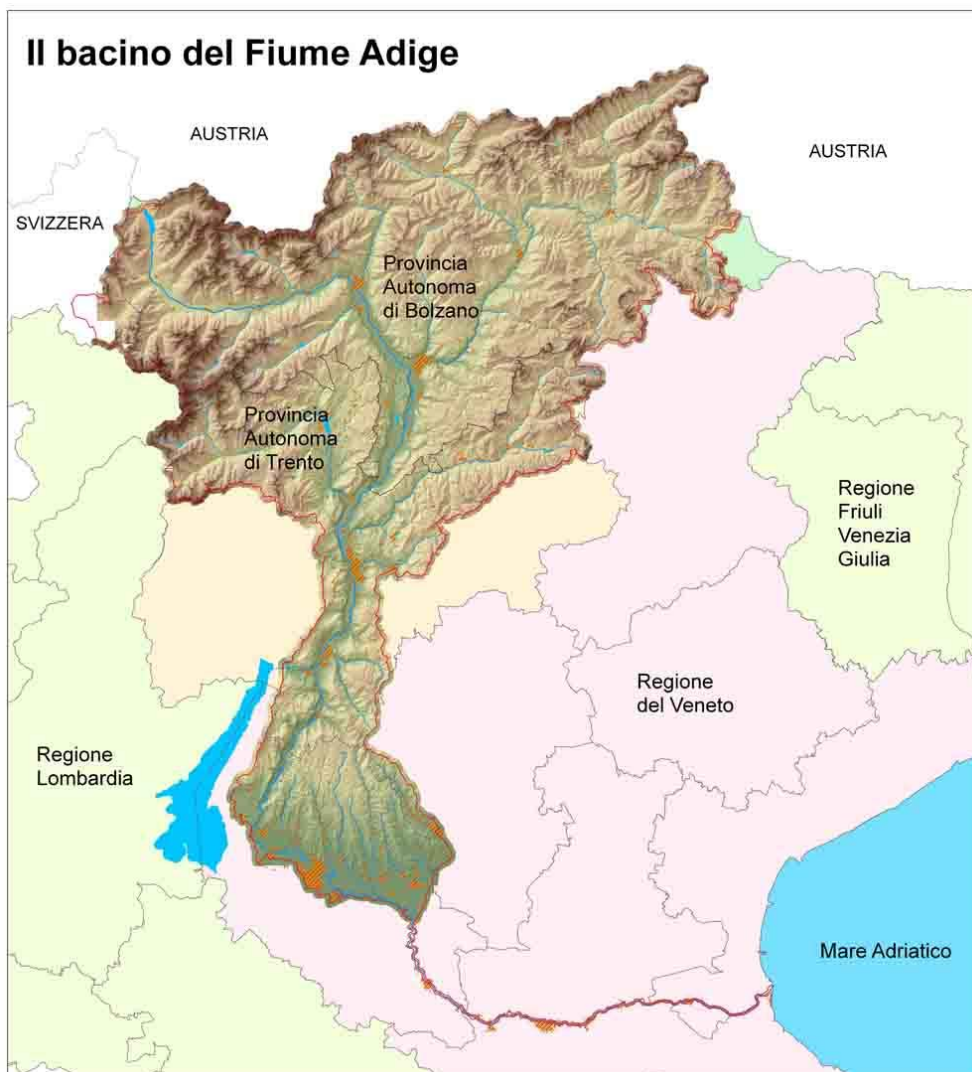 Il bacino del Fiume Adige
AUSTRIA
AUSTRIA
SVIZZERA
Provincia
Autonoma
di Bolzano
Provincia
Autonoma
di Trento
Regione
Friuli
Venezia
Giulia
Regione
del Veneto
Regione
Lombardia
Mare Adriatico